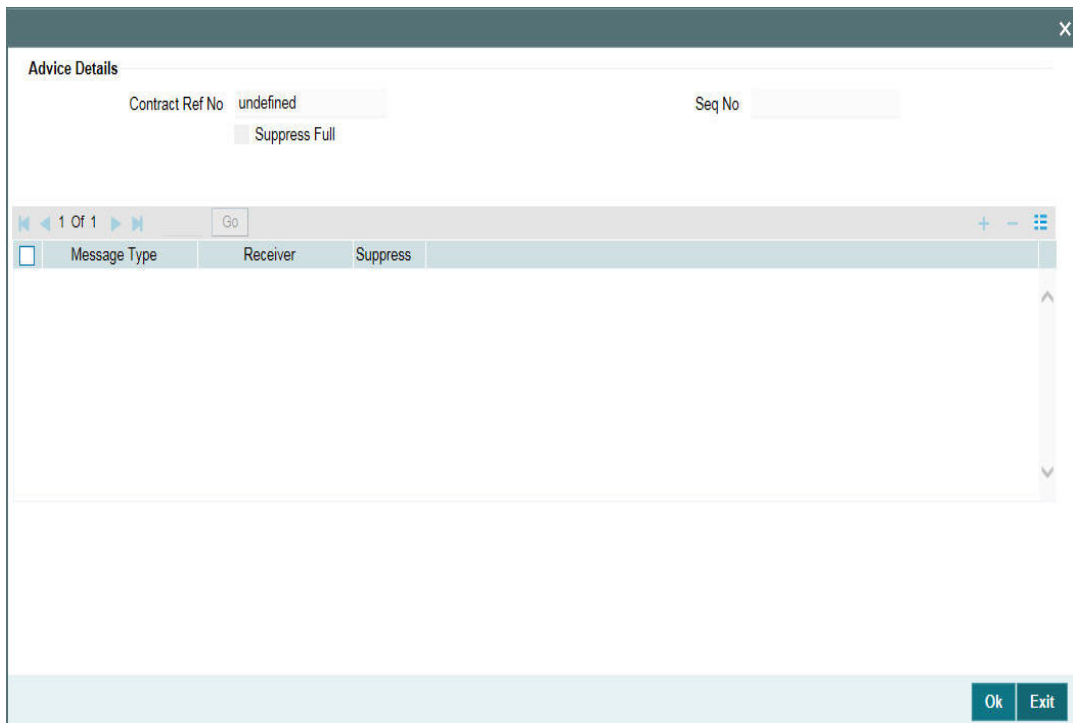 X
Advice Details
Contract Ref No undefined Seq No
Suppress Full
1 Of 1 Go
Message Type Receiver Suppress
Ok Exit